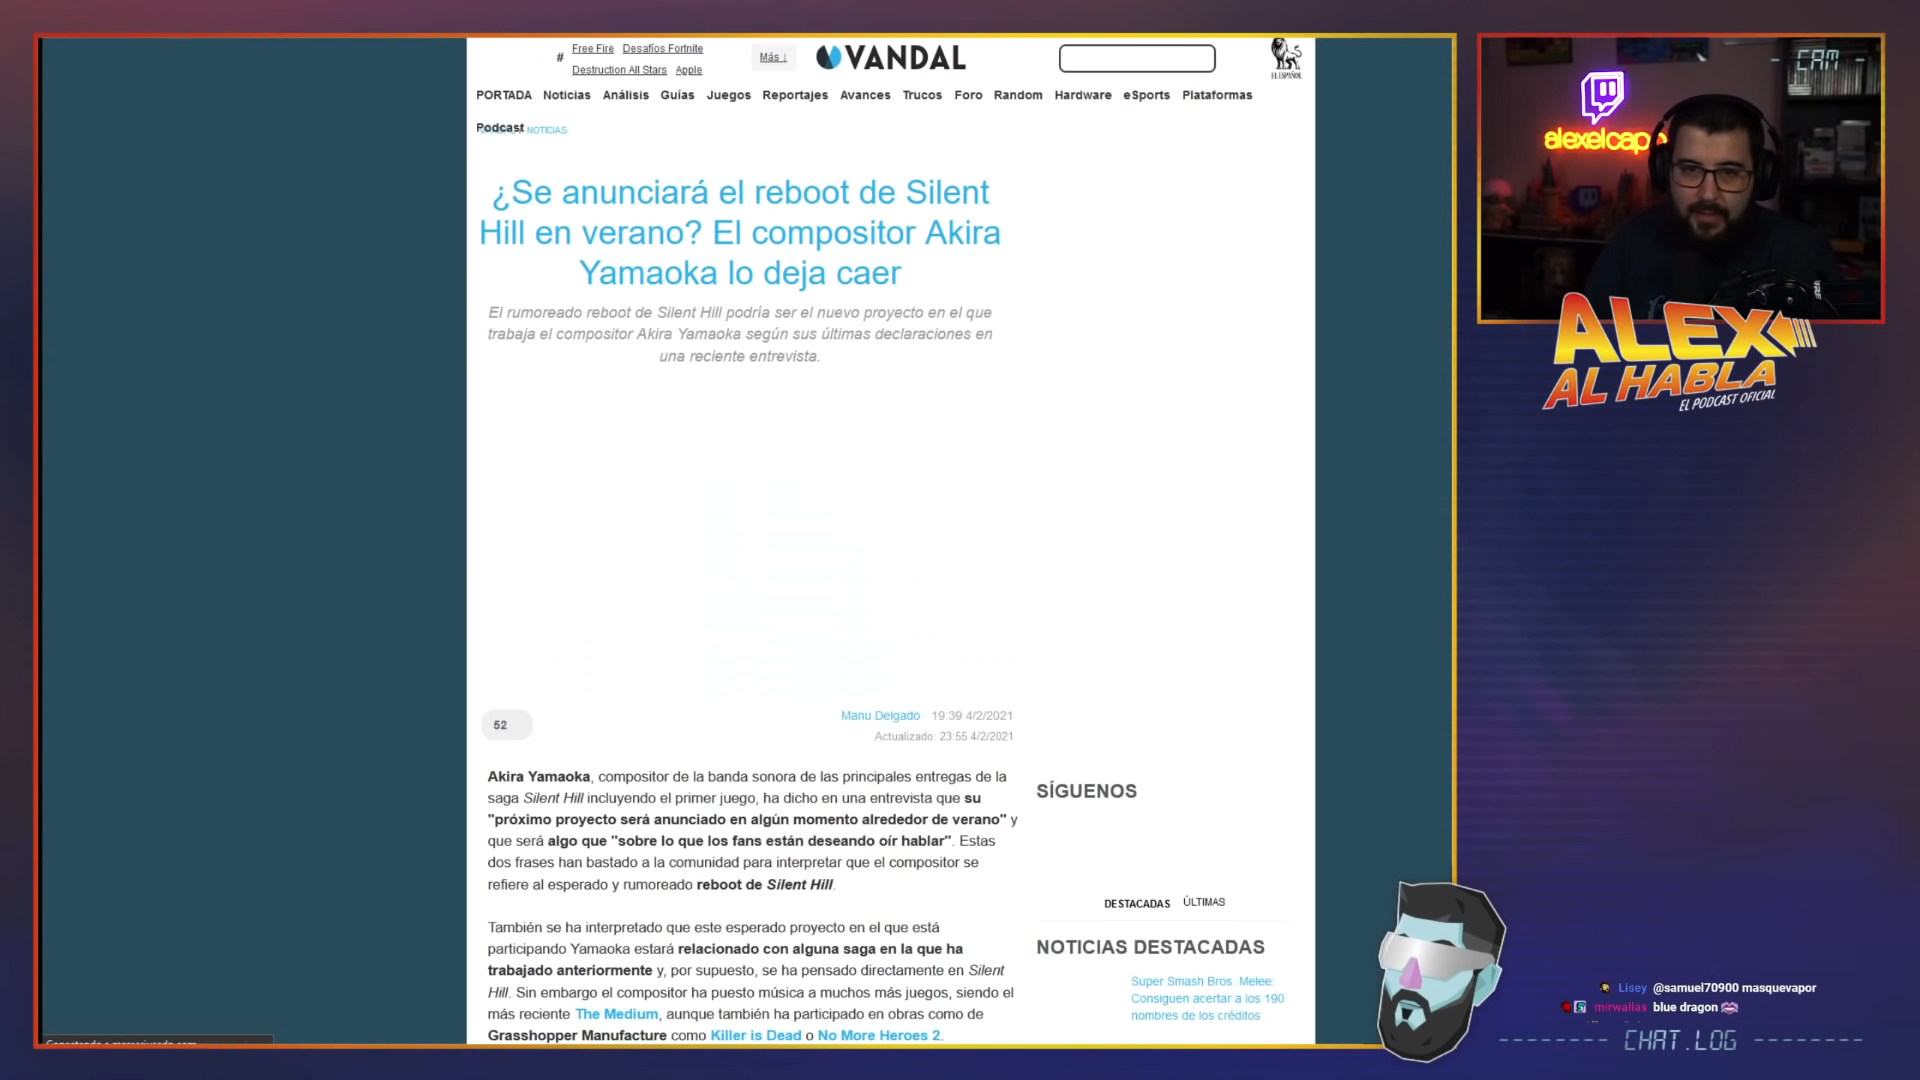 #
Free Fire Desafíos Fortnite
Destruction All Stars Apple
Más ↓
VANDAL
EL ESPAÑOL
PORTADA Noticias Análisis Guías Juegos Reportajes Avances Trucos Foro Random Hardware eSports Plataformas
Podcast
NOTICIAS
¿Se anunciará el reboot de Silent
Hill en verano? El compositor Akira
Yamaoka lo deja caer
El rumoreado reboot de Silent Hill podría ser el nuevo proyecto en el que
trabaja el compositor Akira Yamaoka según sus últimas declaraciones en
una reciente entrevista.
52
Manu Delgado 19:39 4/2/2021
Actualizado: 23:55 4/2/2021
Akira Yamaoka, compositor de la banda sonora de las principales entregas de la
saga Silent Hill incluyendo el primer juego, ha dicho en una entrevista que su
"próximo proyecto será anunciado en algún momento alrededor de verano" y
que será algo que "sobre lo que los fans están deseando oír hablar". Estas
dos frases han bastado a la comunidad para interpretar que el compositor se
refiere al esperado y rumoreado reboot de Silent Hill.
También se ha interpretado que este esperado proyecto en el que está
participando Yamaoka estará relacionado con alguna saga en la que ha
trabajado anteriormente y, por supuesto, se ha pensado directamente en Silent
Hill. Sin embargo el compositor ha puesto música a muchos más juegos, siendo el
más reciente The Medium, aunque también ha participado en obras como de
Grasshopper Manufacture como Killer is Dead o No More Heroes 2.
SÍGUENOS
DESTACADAS ÚLTIMAS
NOTICIAS DESTACADAS
Super Smash Bros. Melee:
Consiguen acertar a los 190
nombres de los créditos
- CAM -
alexelcapo
ALEX
AL HABLA
EL PODCAST OFICIAL
Lisey @samuel70900 masquevapor
mirwallas blue dragon
CHAT.LOG